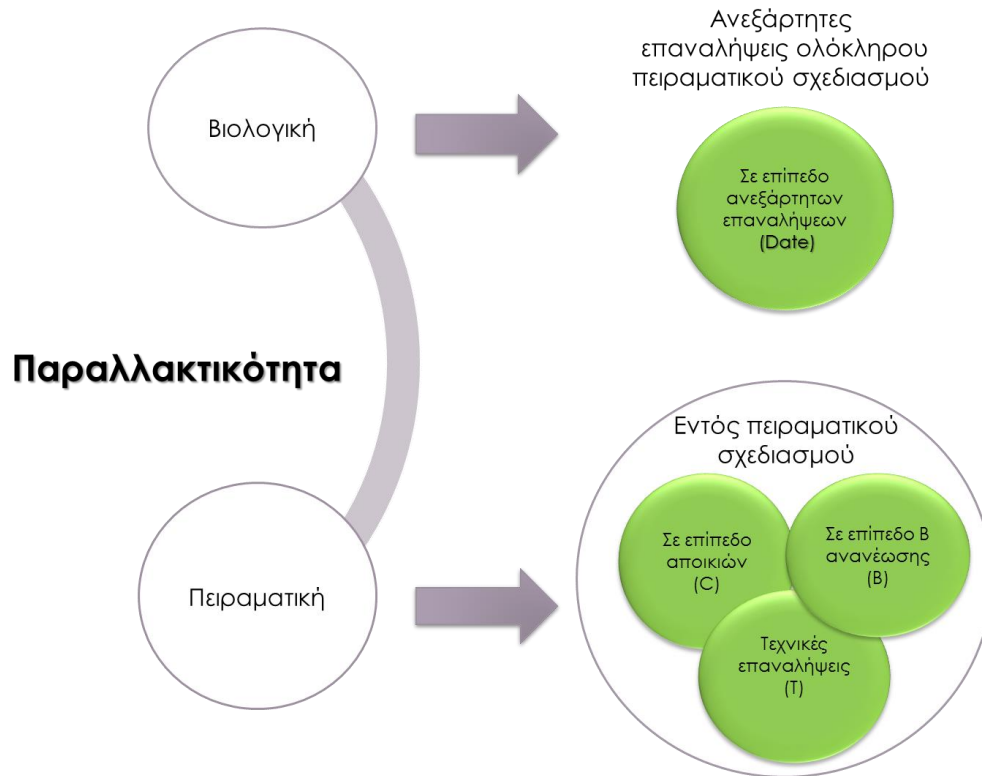 Ανεξάρτητες
επαναλήψεις ολόκληρου
πειραματικού σχεδιασμού
Βιολογική
Σε επίπεδο
ανεξάρτητων
επαναλήψεων
(Date)
Παραλλακτικότητα
Εντός πειραματικού
σχεδιασμού
Σε επίπεδο
αποικιών
(C)
Σε επίπεδο Β
ανανέωσης
(Β)
Πειραματική
Τεχνικές
επαναλήψεις
(Τ)